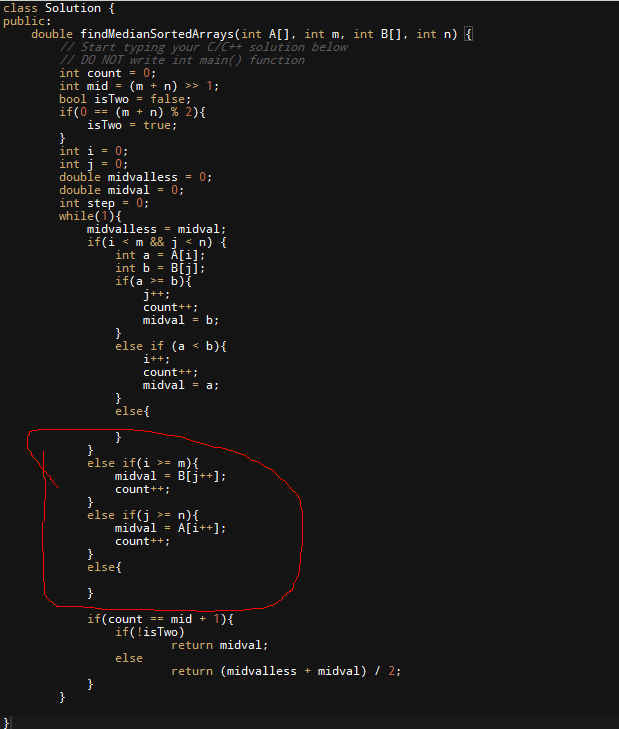 class Solution {
public:
    double findMedianSortedArrays(int A[], int m, int B[], int n) {
        // Start typing your C/C++ solution below
        // DO NOT write int main() function
        int count = 0;
        int mid = (m + n) >> 1;
        bool isTwo = false;
        if(0 == (m + n) % 2){
            isTwo = true;
        }
        int i = 0;
        int j = 0;
        double midvalless = 0;
        double midval = 0;
        int step = 0;
        while(1){
            midvalless = midval;
            if(i < m && j < n) {
                int a = A[i];
                int b = B[j];
                if(a >= b){
                    j++;
                    count++;
                    midval = b;
                }
                else if (a < b){
                    i++;
                    count++;
                    midval = a;
                }
                else{
                }
            }
            else if(i >= m){
                midval = B[j++];
                count++;
            }
            else if(j >= n){
                midval = A[i++];
                count++;
            }
            else{
            }
            if(count == mid + 1){
                if(!isTwo)
                        return midval;
                else
                        return (midvalless + midval) / 2;
            }
        }
}